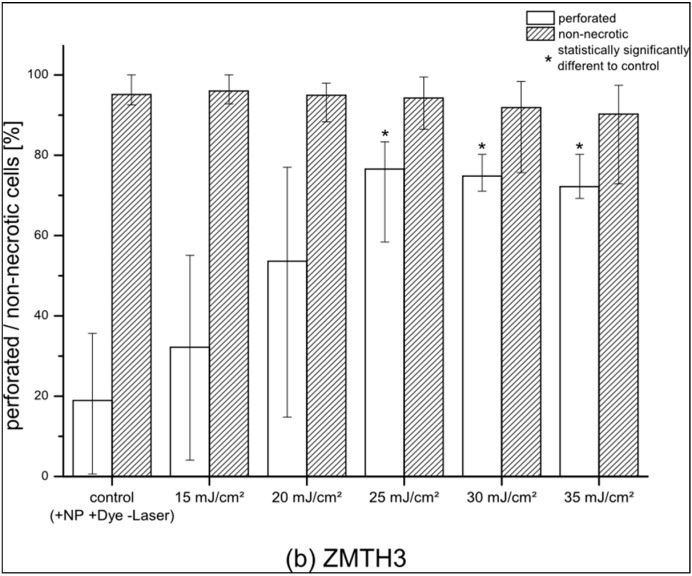 perforated
non-necrotic
statistically significantly
* different to control
perforated / non-necrotic cells [%]
100
80
60
40
20
0
* * *
control
(+NP +Dye -Laser)
15 mJ/cm²
20 mJ/cm²
25 mJ/cm²
30 mJ/cm²
35 mJ/cm²
(b) ZMTH3